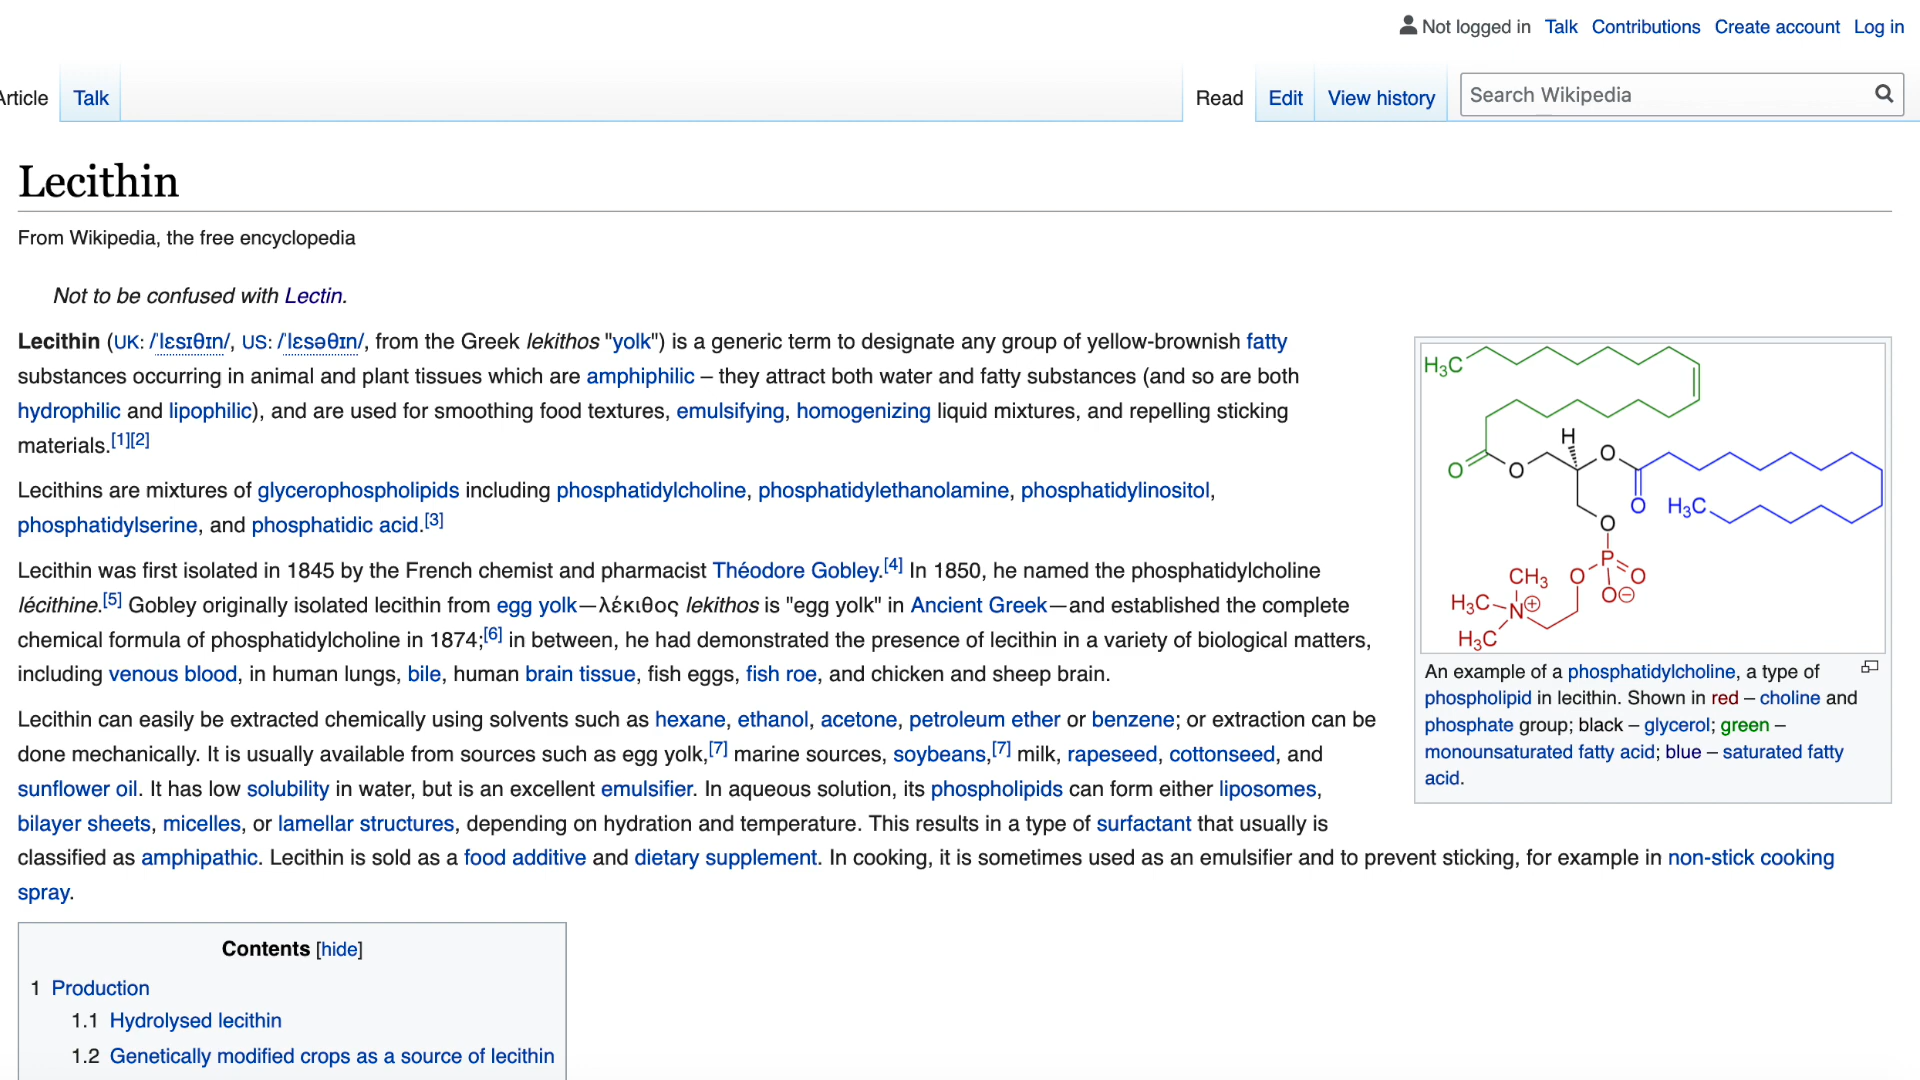 Not logged in Talk Contributions Create account Log in
Article Talk Read Edit View history Search Wikipedia
Lecithin
From Wikipedia, the free encyclopedia
Not to be confused with Lectin.
Lecithin (UK: /ˈlɛsɪθɪn/, US: /ˈlɛsəθɪn/, from the Greek lekithos "yolk") is a generic term to designate any group of yellow-brownish fatty
substances occurring in animal and plant tissues which are amphiphilic – they attract both water and fatty substances (and so are both
hydrophilic and lipophilic), and are used for smoothing food textures, emulsifying, homogenizing liquid mixtures, and repelling sticking
materials.[1][2]
Lecithins are mixtures of glycerophospholipids including phosphatidylcholine, phosphatidylethanolamine, phosphatidylinositol,
phosphatidylserine, and phosphatidic acid.[3]
Lecithin was first isolated in 1845 by the French chemist and pharmacist Théodore Gobley.[4] In 1850, he named the phosphatidylcholine
lécithine.[5] Gobley originally isolated lecithin from egg yolk—λέκιθος lekithos is "egg yolk" in Ancient Greek—and established the complete
chemical formula of phosphatidylcholine in 1874;[6] in between, he had demonstrated the presence of lecithin in a variety of biological matters,
including venous blood, in human lungs, bile, human brain tissue, fish eggs, fish roe, and chicken and sheep brain.
Lecithin can easily be extracted chemically using solvents such as hexane, ethanol, acetone, petroleum ether or benzene; or extraction can be
done mechanically. It is usually available from sources such as egg yolk,[7] marine sources, soybeans,[7] milk, rapeseed, cottonseed, and
sunflower oil. It has low solubility in water, but is an excellent emulsifier. In aqueous solution, its phospholipids can form either liposomes,
bilayer sheets, micelles, or lamellar structures, depending on hydration and temperature. This results in a type of surfactant that usually is
classified as amphipathic. Lecithin is sold as a food additive and dietary supplement. In cooking, it is sometimes used as an emulsifier and to prevent sticking, for example in non-stick cooking
spray.
H₃C
H
O O O
O H₃C
O
P
CH₃ O O
H₃C N⊕ O⊖
H₃C
An example of a phosphatidylcholine, a type of
phospholipid in lecithin. Shown in red – choline and
phosphate group; black – glycerol; green –
monounsaturated fatty acid; blue – saturated fatty
acid.
Contents [hide]
1 Production
1.1 Hydrolysed lecithin
1.2 Genetically modified crops as a source of lecithin